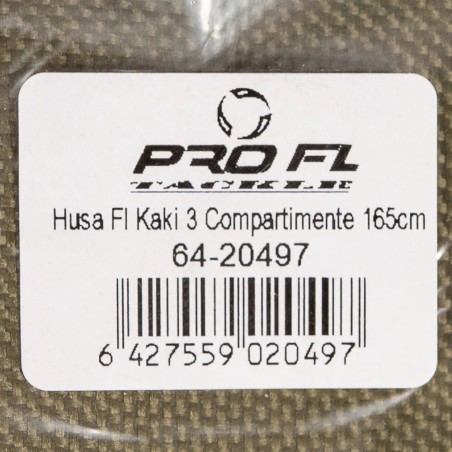 PRO FL
TACKLE
Husa Fl Kaki 3 Compartimente 165cm
64-20497
6 427559 020497